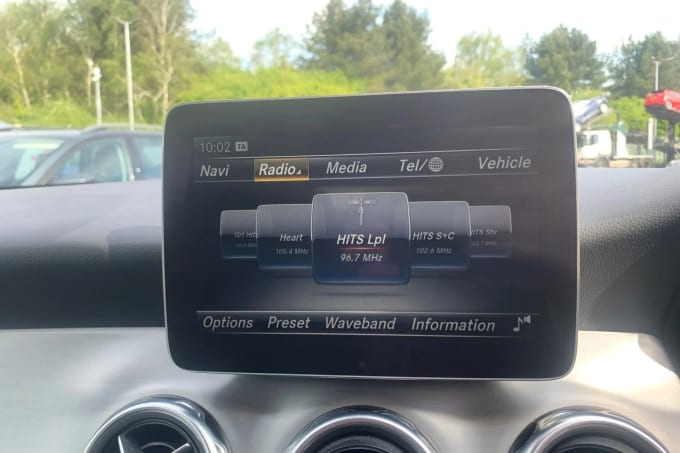 10:02 TA
Navi Radio Media Tel/ Vehicle
Heart HITS Lpl HITS S+C
105.4 MHz 96.7 MHz 102.6 MHz
Options Preset Waveband Information